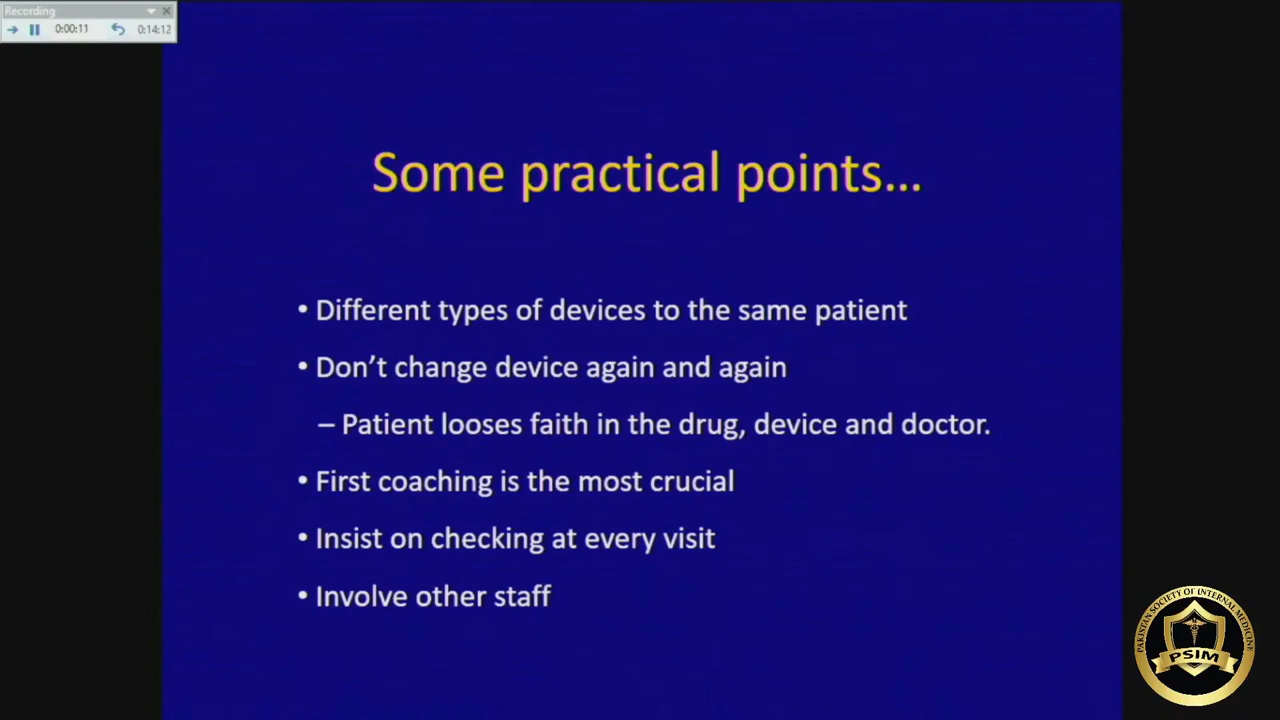 Recording
0:00:11
0:14:12
Some practical points...
• Different types of devices to the same patient
• Don't change device again and again
– Patient looses faith in the drug, device and doctor.
• First coaching is the most crucial
• Insist on checking at every visit
• Involve other staff
PAKISTAN SOCIETY OF INTERNAL MEDICINE
PSIM